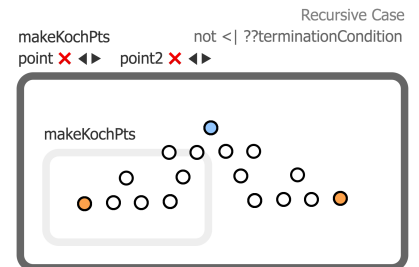 Recursive Case
makeKochPts not <| ??terminationCondition
point ❌ ◀▶ point2 ❌ ◀▶
makeKochPts